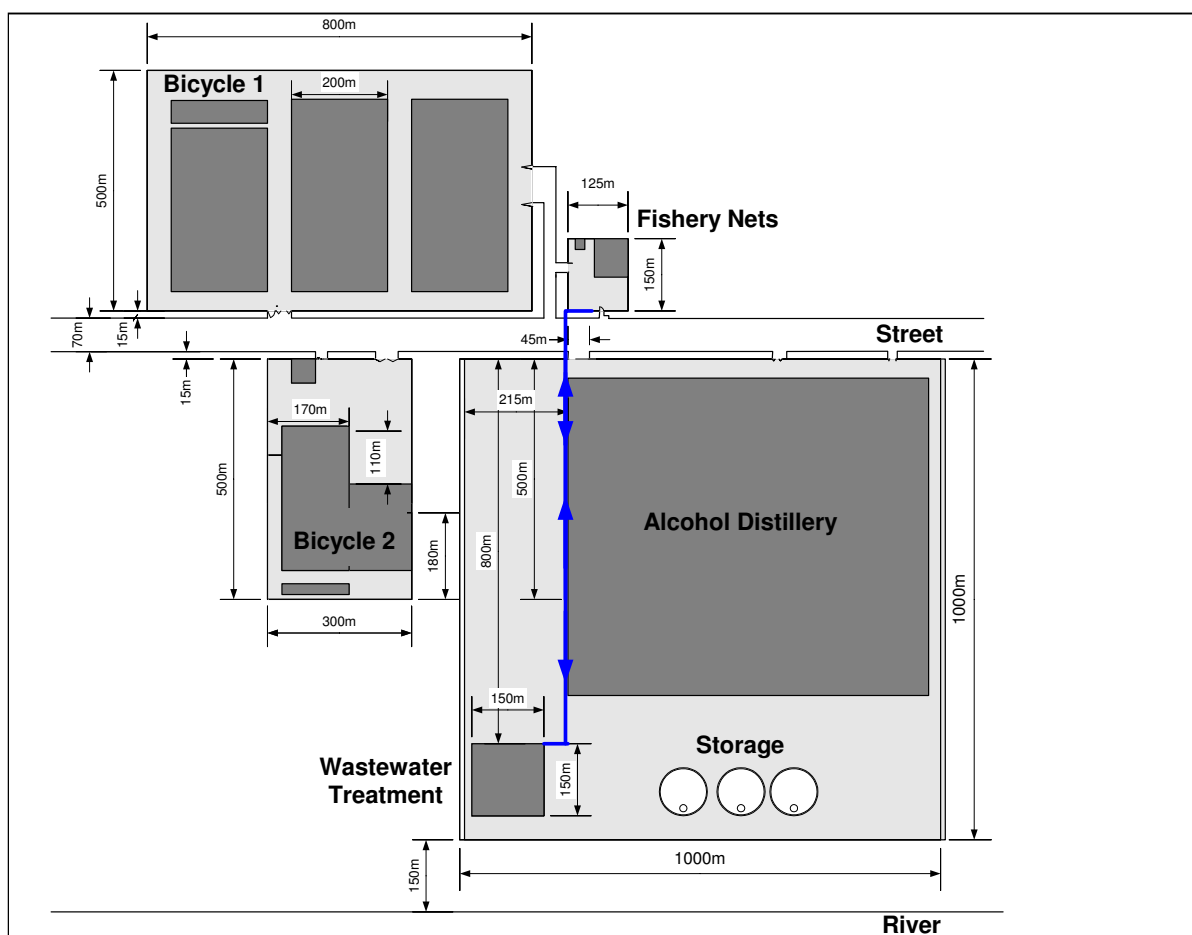 800m
Bicycle 1
200m
500m
125m
Fishery Nets
150m
70m
15m
Street
45m
15m
170m
215m
110m
500m
500m
Alcohol Distillery
Bicycle 2
800m
180m
1000m
300m
150m
Storage
Wastewater
Treatment
150m
1000m
150m
River